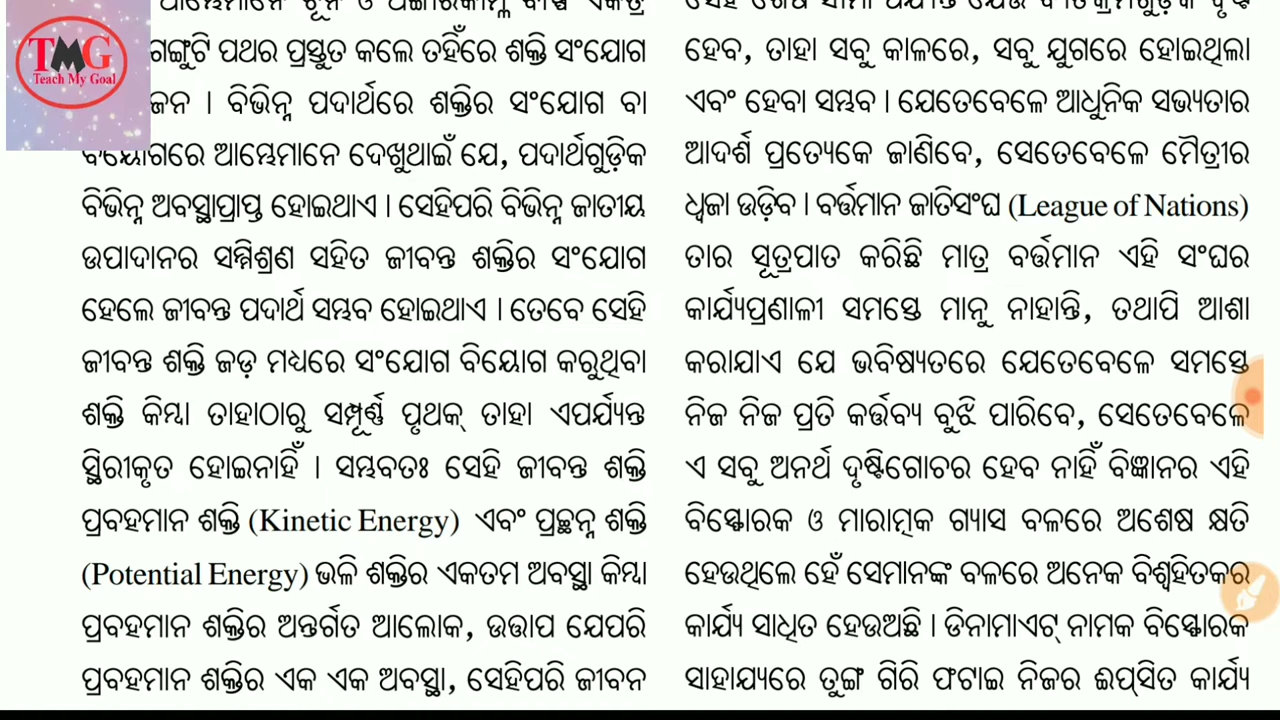 TMG
Teach My Goal
ଗେଙ୍ଗୁଟି ପଥର ପ୍ରସ୍ତୁତ କଲେ ତହିଁରେ ଶକ୍ତି ସଂଯୋଗ
। ବିଭିନ୍ନ ପଦାର୍ଥରେ ଶକ୍ତିର ସଂଯୋଗ ବା
ବିୟୋଗରେ ଆମ୍ଭେମାନେ ଦେଖୁଥାଇଁ ଯେ, ପଦାର୍ଥଗୁଡ଼ିକ
ବିଭିନ୍ନ ଅବସ୍ଥାପ୍ରାପ୍ତ ହୋଇଥାଏ । ସେହିପରି ବିଭିନ୍ନ ଜାତୀୟ
ଉପାଦାନର ସମ୍ମିଶ୍ରଣ ସହିତ ଜୀବନ୍ତ ଶକ୍ତିର ସଂଯୋଗ
ହେଲେ ଜୀବନ୍ତ ପଦାର୍ଥ ସମ୍ଭବ ହୋଇଥାଏ । ତେବେ ସେହି
ଜୀବନ୍ତ ଶକ୍ତି ଜଡ଼ ମଧ୍ୟରେ ସଂଯୋଗ ବିୟୋଗ କରୁଥିବା
ଶକ୍ତି କିମ୍ବା ତାହାଠାରୁ ସମ୍ପୂର୍ଣ୍ଣ ପୃଥକ୍ ତାହା ଏପର୍ଯ୍ୟନ୍ତ
ସ୍ଥିରୀକୃତ ହୋଇନାହିଁ । ସମ୍ଭବତଃ ସେହି ଜୀବନ୍ତ ଶକ୍ତି
ପ୍ରବହମାନ ଶକ୍ତି (Kinetic Energy) ଏବଂ ପ୍ରଚ୍ଛନ୍ନ ଶକ୍ତି
(Potential Energy) ଭଳି ଶକ୍ତିର ଏକତମ ଅବସ୍ଥା କିମ୍ବା
ପ୍ରବହମାନ ଶକ୍ତିର ଅନ୍ତର୍ଗତ ଆଲୋକ, ଉତ୍ତାପ ଯେପରି
ପ୍ରବହମାନ ଶକ୍ତିର ଏକ ଏକ ଅବସ୍ଥା, ସେହିପରି ଜୀବନ
ହେବ, ତାହା ସବୁ କାଳରେ, ସବୁ ଯୁଗରେ ହୋଇଥିଲା
ଏବଂ ହେବା ସମ୍ଭବ । ଯେତେବେଳେ ଆଧୁନିକ ସଭ୍ୟତାର
ଆଦର୍ଶ ପ୍ରତ୍ୟେକେ ଜାଣିବେ, ସେତେବେଳେ ମୈତ୍ରୀର
ଧ୍ୱଜା ଉଡ଼ିବ । ବର୍ତ୍ତମାନ ଜାତିସଂଘ (League of Nations)
ତାର ସୂତ୍ରପାତ କରିଛି ମାତ୍ର ବର୍ତ୍ତମାନ ଏହି ସଂଘର
କାର୍ଯ୍ୟପ୍ରଣାଳୀ ସମସ୍ତେ ମାନୁ ନାହାନ୍ତି, ତଥାପି ଆଶା
କରାଯାଏ ଯେ ଭବିଷ୍ୟତରେ ଯେତେବେଳେ ସମସ୍ତେ
ନିଜ ନିଜ ପ୍ରତି କର୍ତ୍ତବ୍ୟ ବୁଝି ପାରିବେ, ସେତେବେଳେ
ଏ ସବୁ ଅନର୍ଥ ଦୃଷ୍ଟିଗୋଚର ହେବ ନାହିଁ ବିଜ୍ଞାନର ଏହି
ବିସ୍ଫୋରକ ଓ ମାରାତ୍ମକ ଗ୍ୟାସ ବଳରେ ଅଶେଷ କ୍ଷତି
ହେଉଥିଲେ ହେଁ ସେମାନଙ୍କ ବଳରେ ଅନେକ ବିଶ୍ୱହିତକର
କାର୍ଯ୍ୟ ସାଧିତ ହେଉଅଛି । ଡିନାମାଏଟ୍ ନାମକ ବିସ୍ଫୋରକ
ସାହାଯ୍ୟରେ ତୁଙ୍ଗ ଗିରି ଫଟାଇ ନିଜର ଈପ୍ସିତ କାର୍ଯ୍ୟ